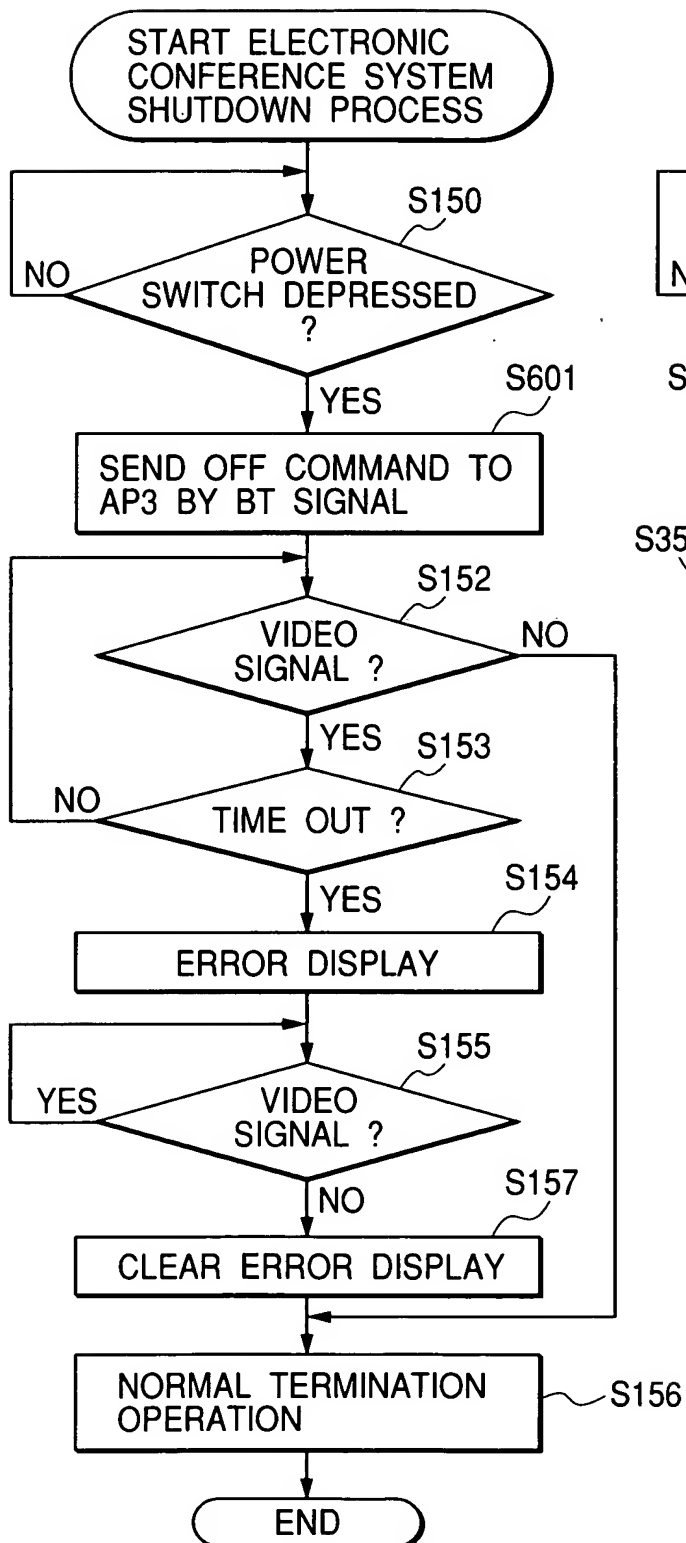 START ELECTRONIC
CONFERENCE SYSTEM
SHUTDOWN PROCESS
S150
NO
POWER
SWITCH DEPRESSED
?
YES
S601
SEND OFF COMMAND TO
AP3 BY BT SIGNAL
S152
VIDEO
SIGNAL ?
NO
YES
S153
NO
TIME OUT ?
YES
S154
ERROR DISPLAY
S155
YES
VIDEO
SIGNAL ?
NO
S157
CLEAR ERROR DISPLAY
NORMAL TERMINATION
OPERATION
S156
END
S35